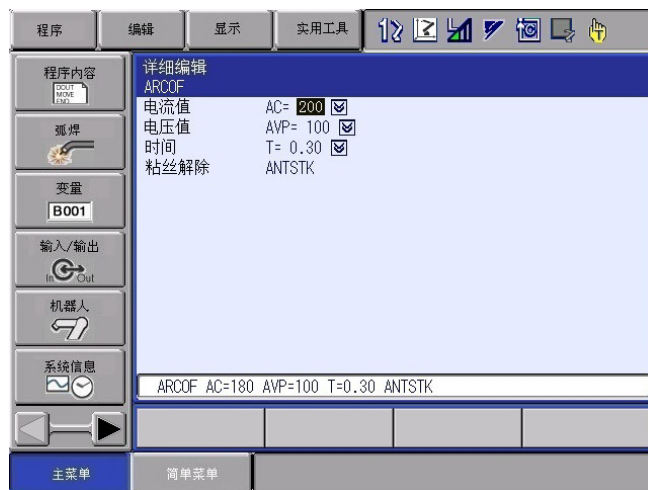 程序 编辑 显示 实用工具
程序内容
DOUT
MOVE
END
弧焊
变量
B001
输入/输出
In Out
机器人
系统信息
详细编辑
ARCOF
电流值 AC= 200
电压值 AVP= 100
时间 T= 0.30
粘丝解除 ANTSTK
ARCOF AC=180 AVP=100 T=0.30 ANTSTK
主菜单 简单菜单